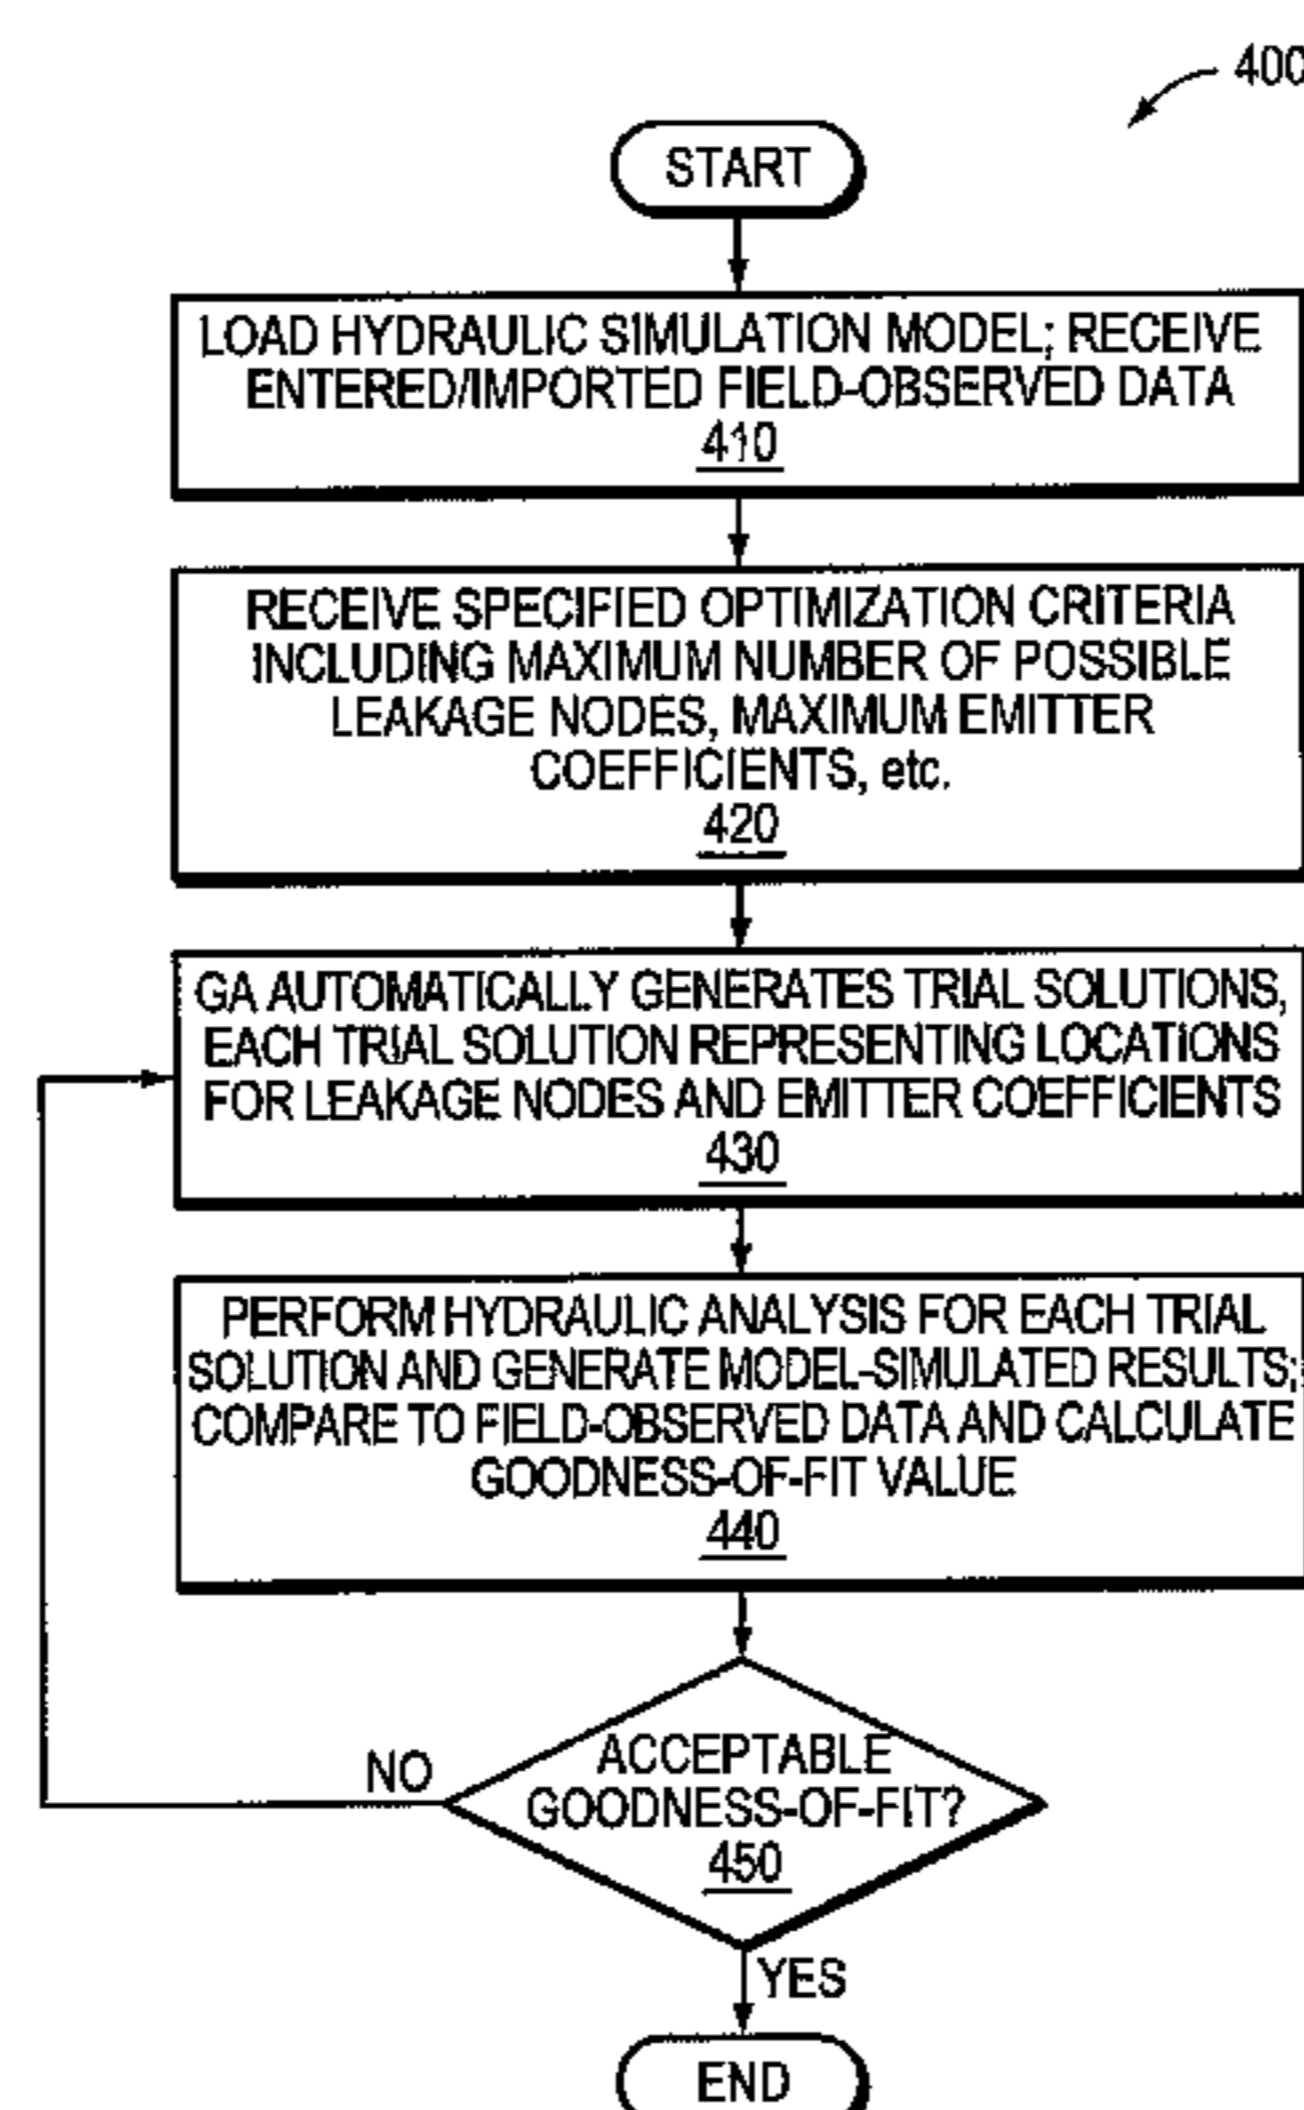 400
START
LOAD HYDRAULIC SIMULATION MODEL; RECEIVE
ENTERED/IMPORTED FIELD-OBSERVED DATA
410
RECEIVE SPECIFIED OPTIMIZATION CRITERIA
INCLUDING MAXIMUM NUMBER OF POSSIBLE
LEAKAGE NODES, MAXIMUM EMITTER
COEFFICIENTS, etc.
420
GA AUTOMATICALLY GENERATES TRIAL SOLUTIONS,
EACH TRIAL SOLUTION REPRESENTING LOCATIONS
FOR LEAKAGE NODES AND EMITTER COEFFICIENTS
430
PERFORM HYDRAULIC ANALYSIS FOR EACH TRIAL
SOLUTION AND GENERATE MODEL-SIMULATED RESULTS;
COMPARE TO FIELD-OBSERVED DATA AND CALCULATE
GOODNESS-OF-FIT VALUE
440
NO
ACCEPTABLE
GOODNESS-OF-FIT?
450
YES
END